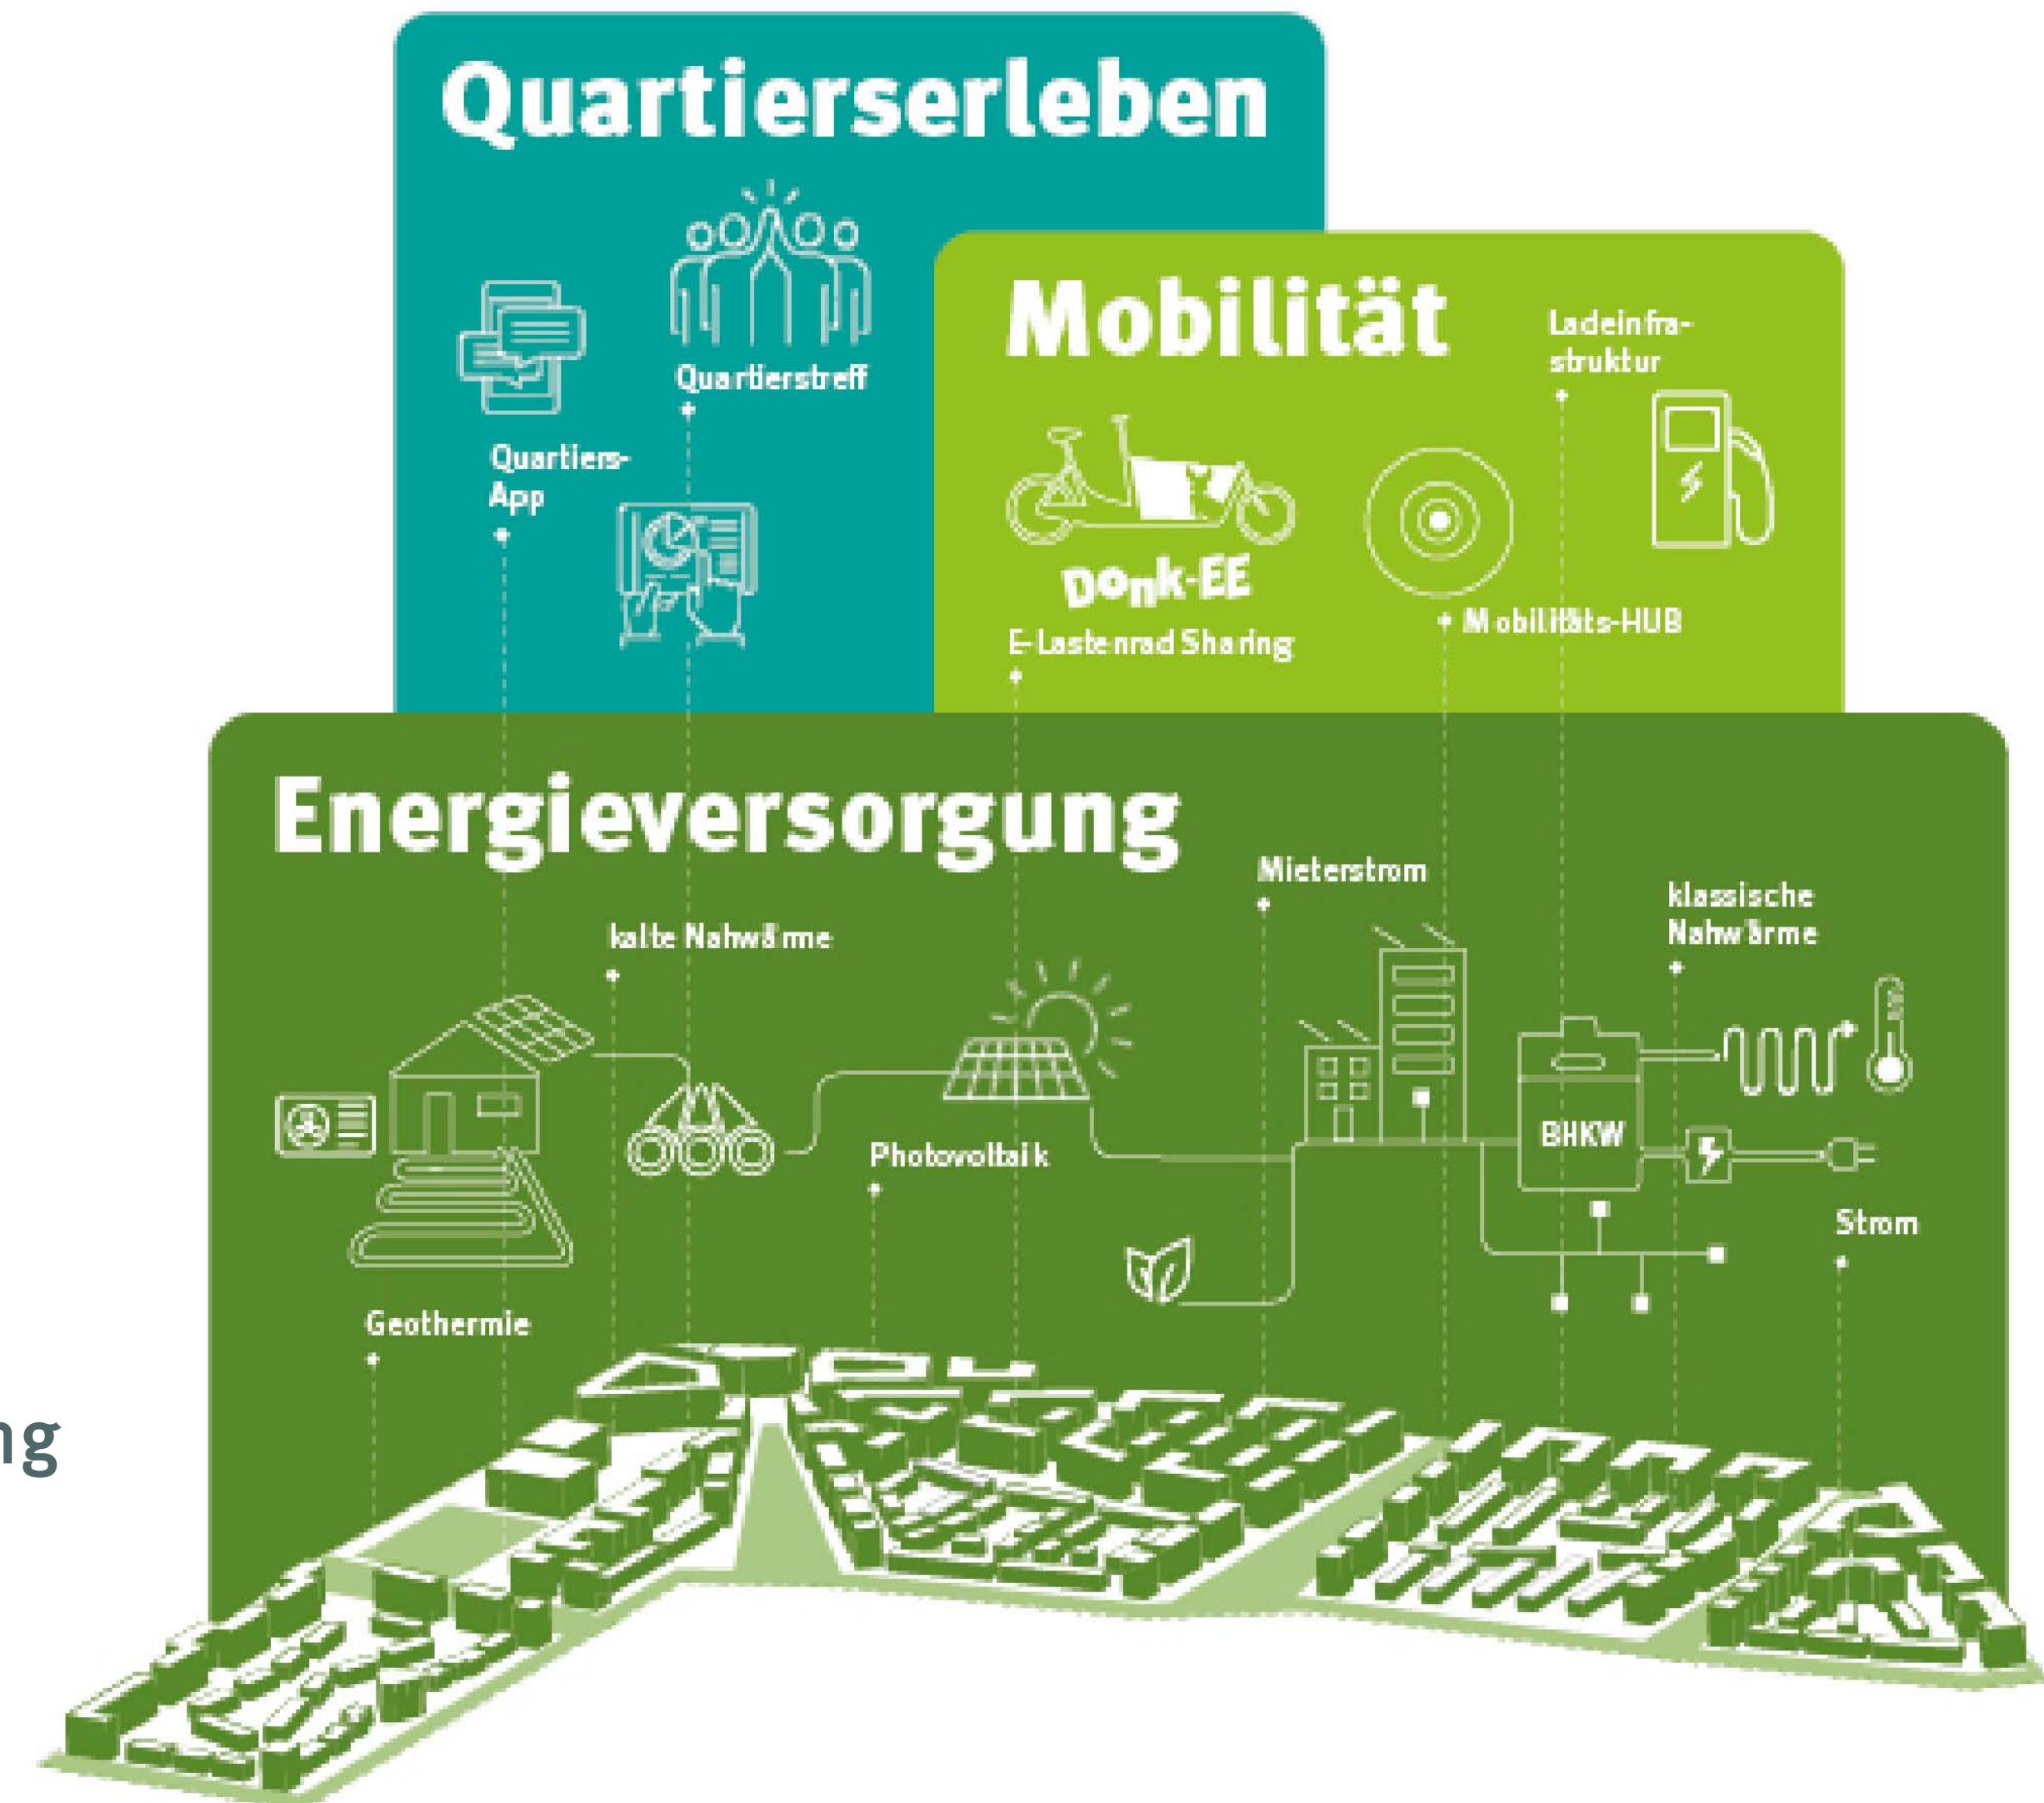 Quartierserleben
Quartierstreff
Quartiers-
App
Mobilität
Ladeinfra-
struktur
Donk-EE
E-Lastenrad Sharing
Mobilitäts-HUB
Energieversorgung
Mieterstrom
klassische
Nahwärme
kalte Nahwärme
Photovoltaik
BHKW
Strom
Geothermie
ng